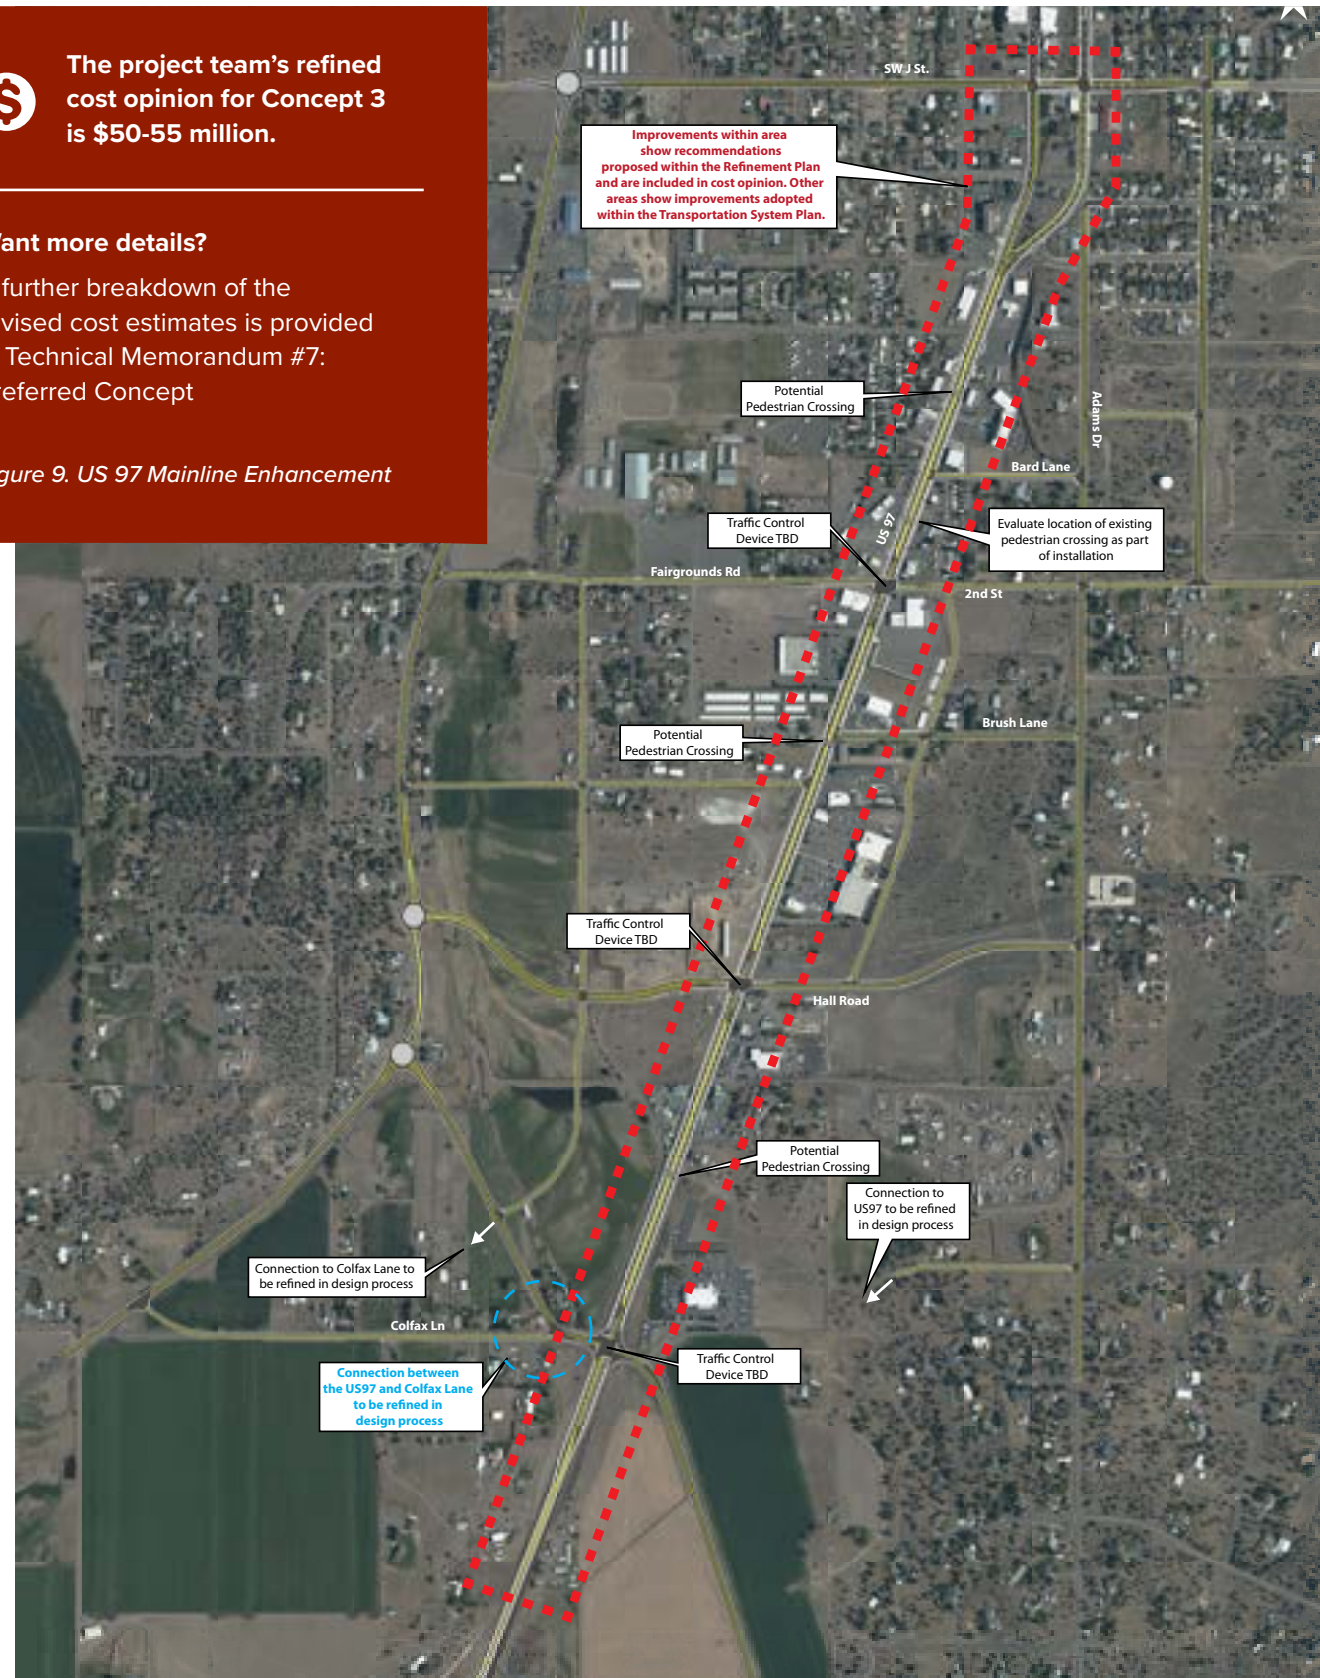 The project team's refined
cost opinion for Concept 3
is $50-55 million.
ant more details?
further breakdown of the
vised cost estimates is provided
Technical Memorandum #7:
referred Concept
gure 9. US 97 Mainline Enhancement
SW J St.
Improvements within area
show recommendations
proposed within the Refinement Plan
and are included in cost opinion. Other
areas show improvements adopted
within the Transportation System Plan.
Potential
Pedestrian Crossing
Adams Dr
Bard Lane
US 97
Traffic Control
Device TBD
Evaluate location of existing
pedestrian crossing as part
of installation
Fairgrounds Rd
2nd St
Potential
Pedestrian Crossing
Brush Lane
Traffic Control
Device TBD
Hall Road
Potential
Pedestrian Crossing
Connection to
US97 to be refined
in design process
Connection to Colfax Lane to
be refined in design process
Colfax Ln
Connection between
the US97 and Colfax Lane
to be refined in
design process
Traffic Control
Device TBD